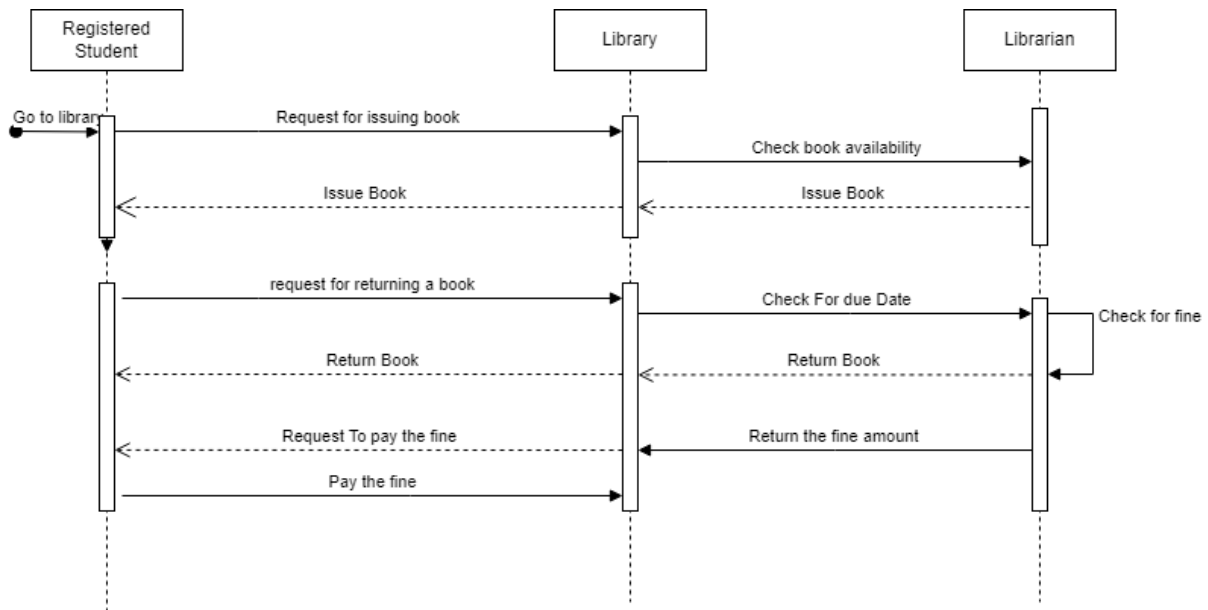 Registered
Student
Library
Librarian
Go to library
Request for issuing book
Check book availability
Issue Book
Issue Book
request for returning a book
Check For due Date
Check for fine
Return Book
Return Book
Request To pay the fine
Return the fine amount
Pay the fine